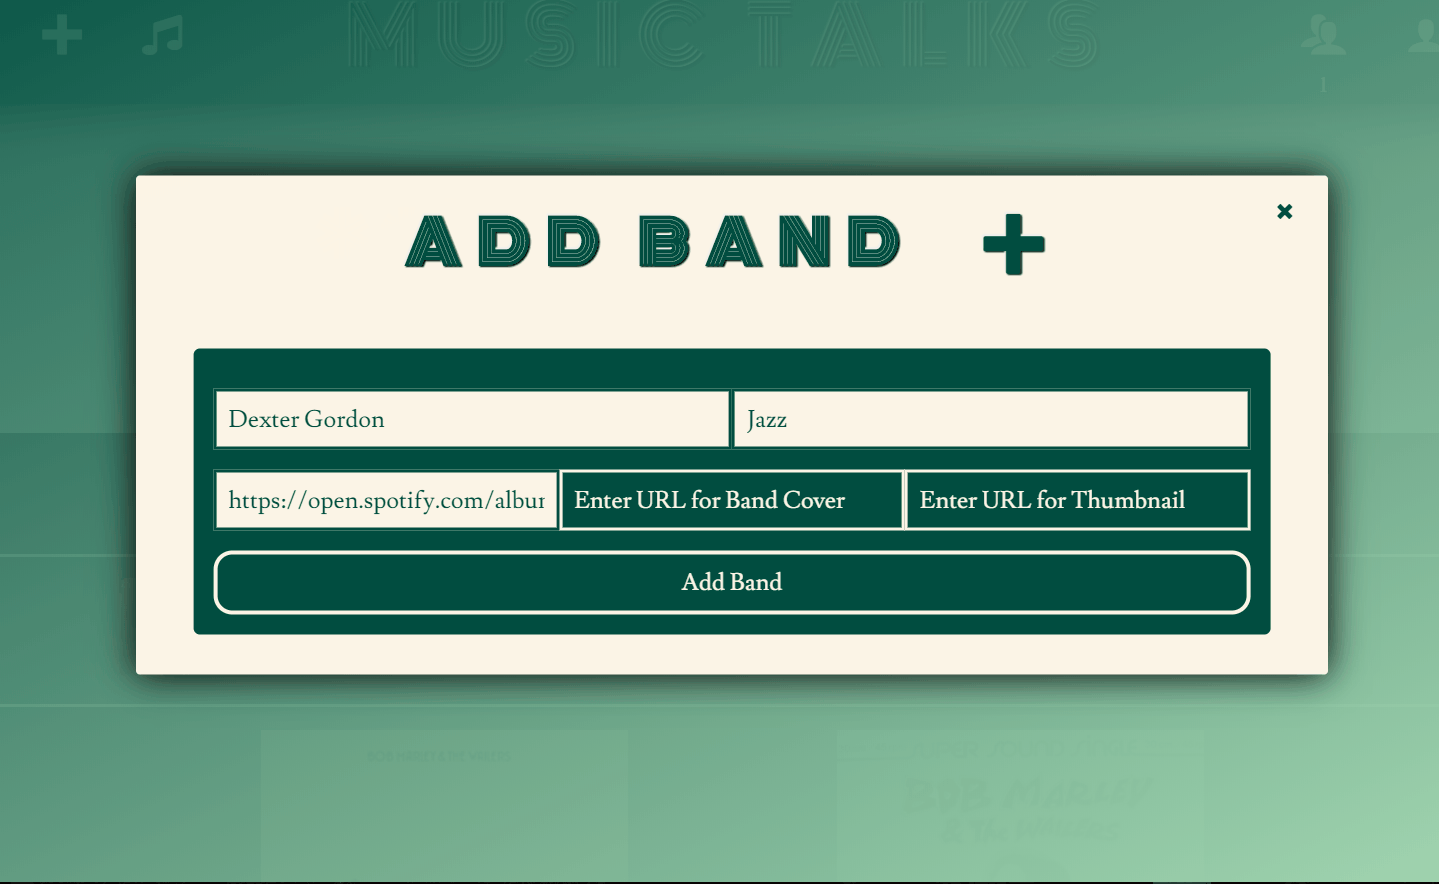 MUSIC TALKS
1
ADD BAND
Dexter Gordon
Jazz
https://open.spotify.com/albu
Enter URL for Band Cover
Enter URL for Thumbnail
Add Band
BOB MARLEY
& The Wailers